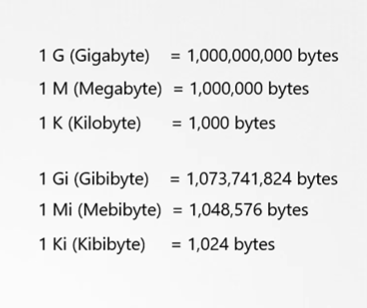 1 G (Gigabyte) = 1,000,000,000 bytes
1 M (Megabyte) = 1,000,000 bytes
1 K (Kilobyte) = 1,000 bytes
1 Gi (Gibibyte) = 1,073,741,824 bytes
1 Mi (Mebibyte) = 1,048,576 bytes
1 Ki (Kibibyte) = 1,024 bytes